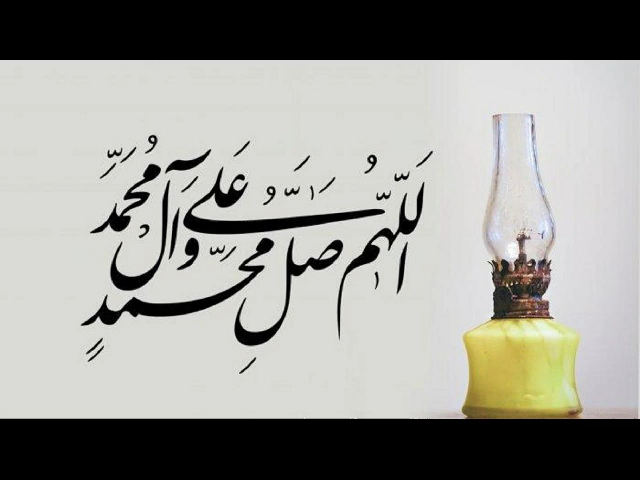 اللّٰهُمَّ صَلِّ عَلَىٰ مُحَمَّدٍ وَآلِ مُحَمَّدٍ